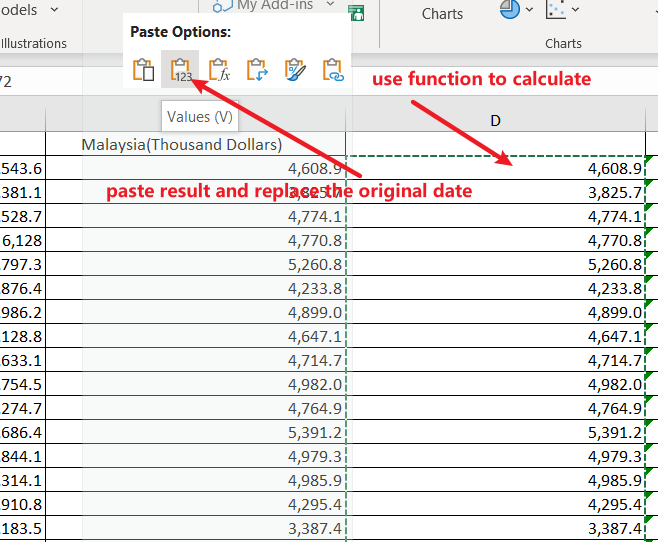 odels
My Add-ins
Illustrations
Charts
Charts
Paste Options:
123
fx
Values (V)
use function to calculate
72
D
Malaysia(Thousand Dollars)
paste result and replace the original date
543.6 4,608.9 4,608.9
381.1 3,825.7 3,825.7
528.7 4,774.1 4,774.1
6,128 4,770.8 4,770.8
797.3 5,260.8 5,260.8
876.4 4,233.8 4,233.8
986.2 4,899.0 4,899.0
128.8 4,647.1 4,647.1
633.1 4,714.7 4,714.7
754.5 4,982.0 4,982.0
274.7 4,764.9 4,764.9
686.4 5,391.2 5,391.2
844.1 4,979.3 4,979.3
314.1 4,985.9 4,985.9
910.8 4,295.4 4,295.4
183.5 3,387.4 3,387.4